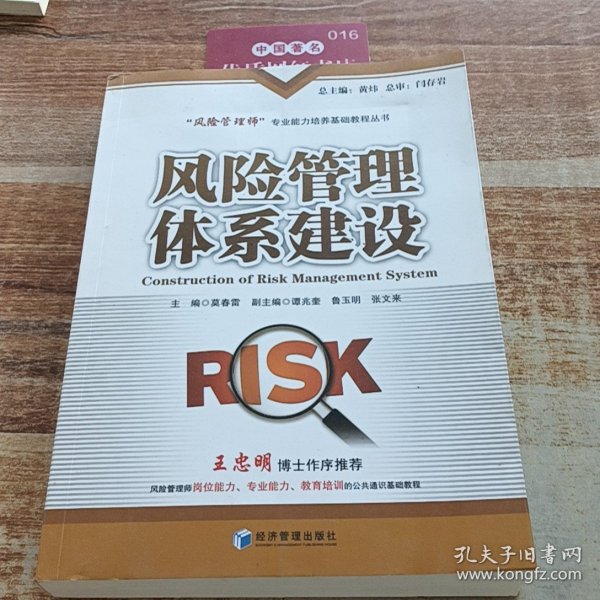 016
中国著名
总主编：黄炜 总审：闫存岩
“风险管理师”专业能力培养基础教程丛书
风险管理
体系建设
Construction of Risk Management System
主 编◎莫春雷 副主编◎谭兆奎 鲁玉明 张文来
RISK
王忠明 博士作序推荐
风险管理师岗位能力、专业能力、教育培训的公共通识基础教程
经济管理出版社
ECONOMY & MANAGEMENT PUBLISHING HOUSE
孔夫子旧书网
www.kongfz.com